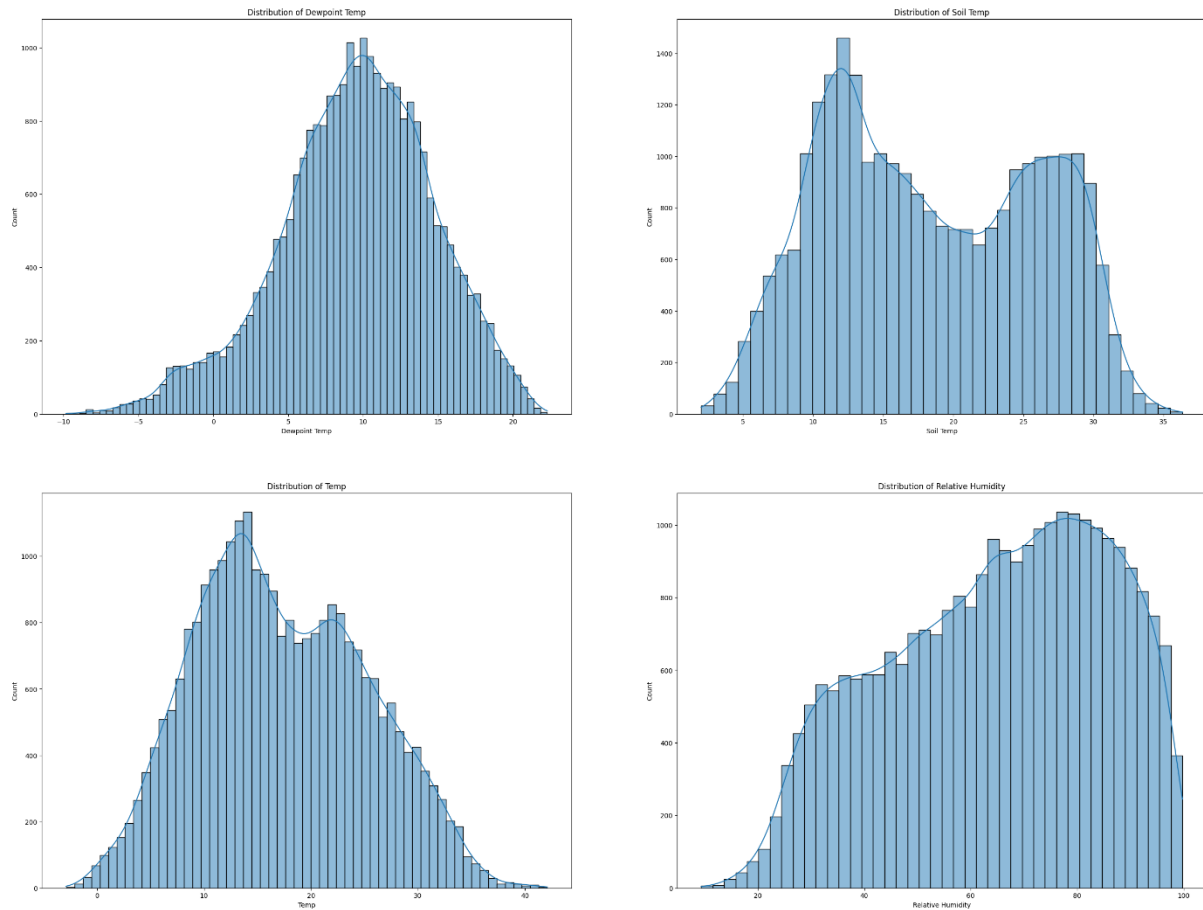 Distribution of Dewpoint Temp
1000
800
600
400
200
0
Count
−10 −5 0 5 10 15 20
Dewpoint Temp
Distribution of Soil Temp
1400
1200
1000
800
600
400
200
0
Count
5 10 15 20 25 30 35
Soil Temp
Distribution of Temp
1000
800
600
400
200
0
Count
0 10 20 30 40
Temp
Distribution of Relative Humidity
1000
800
600
400
200
0
Count
20 40 60 80 100
Relative Humidity